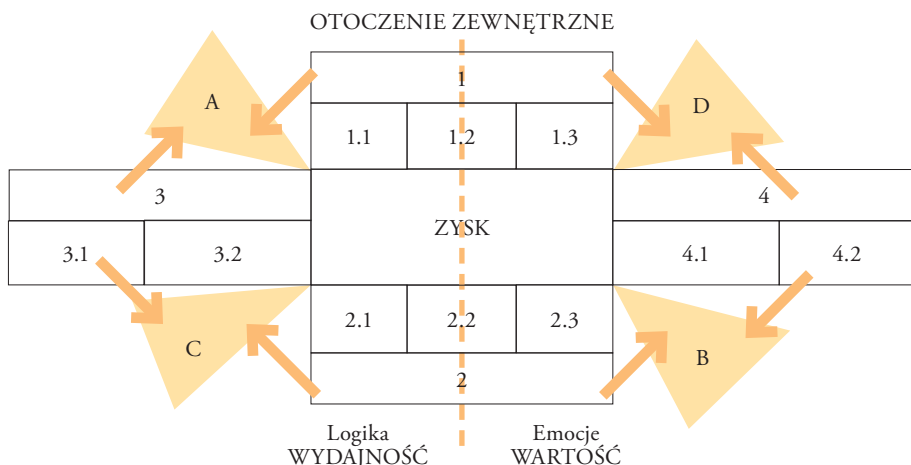 OTOCZENIE ZEWNĘTRZNE
1
A
D
1.1 1.2 1.3
3
4
ZYSK
3.1 3.2
4.1 4.2
2.1 2.2 2.3
C
B
2
Logika
WYDAJNOŚĆ
Emocje
WARTOŚĆ